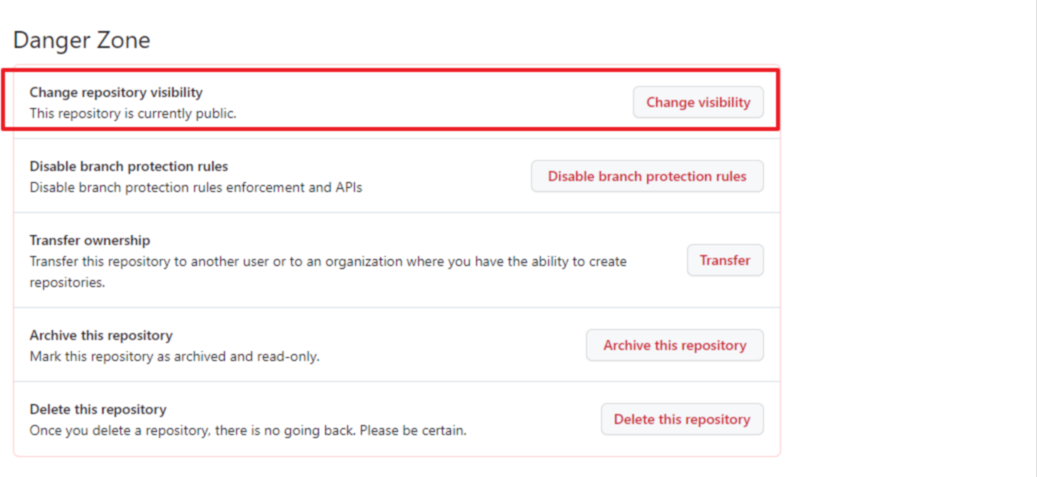 Danger Zone
Change repository visibility
This repository is currently public.
Change visibility
Disable branch protection rules
Disable branch protection rules enforcement and APIs
Disable branch protection rules
Transfer ownership
Transfer this repository to another user or to an organization where you have the ability to create
repositories.
Transfer
Archive this repository
Mark this repository as archived and read-only.
Archive this repository
Delete this repository
Once you delete a repository, there is no going back. Please be certain.
Delete this repository